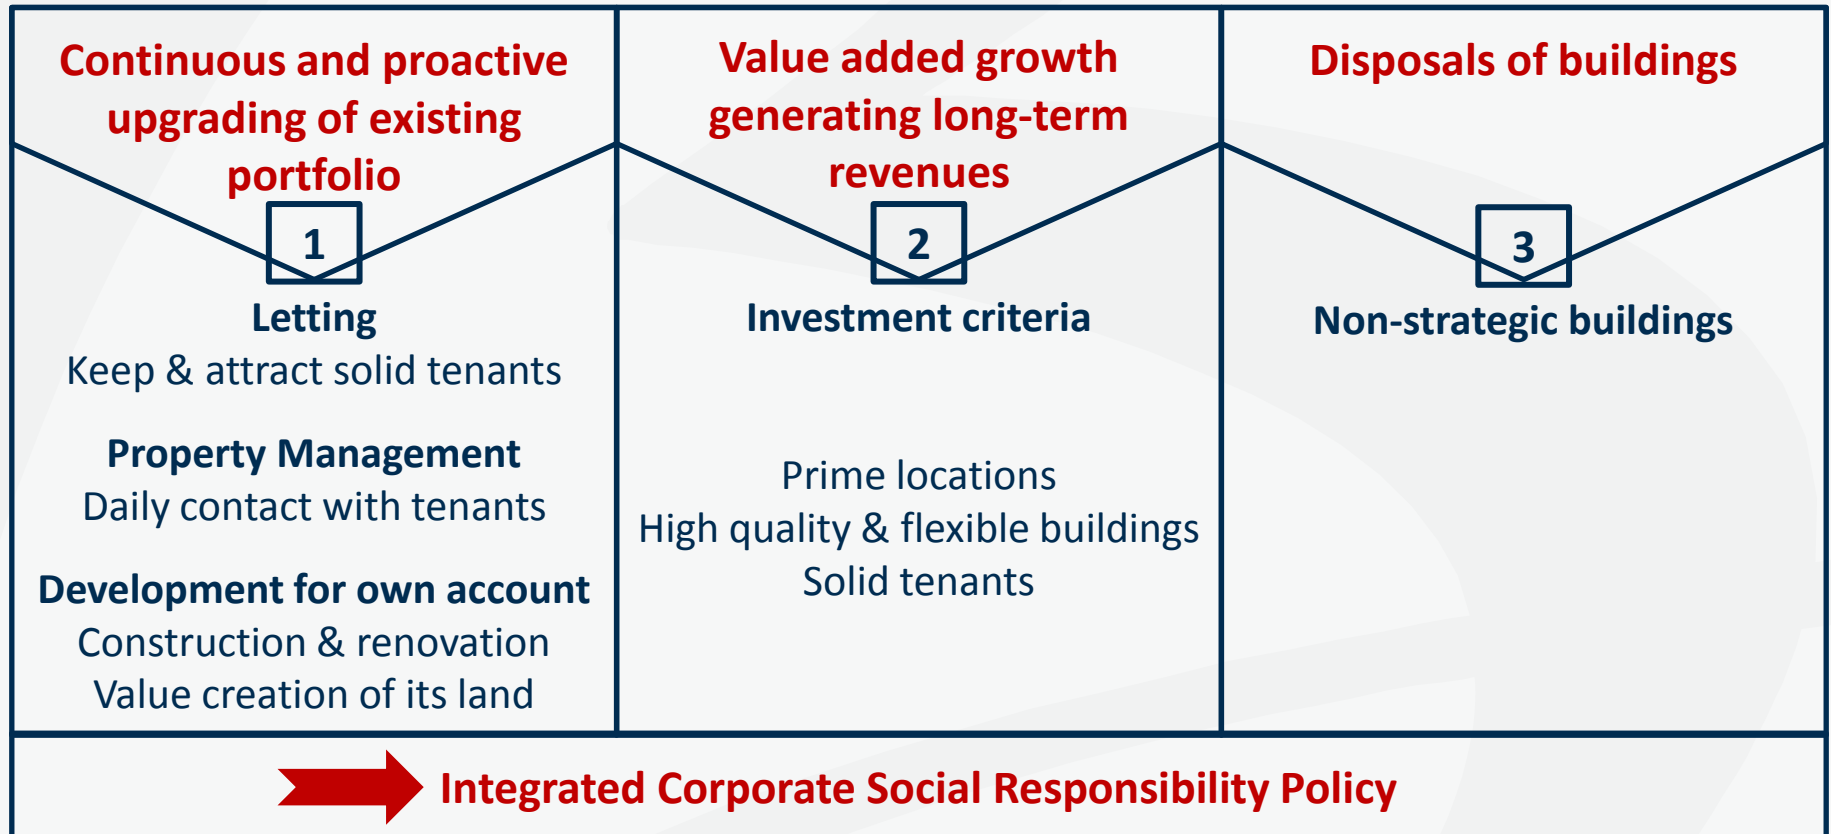 Continuous and proactive
upgrading of existing
portfolio
1
Letting
Keep & attract solid tenants
Property Management
Daily contact with tenants
Development for own account
Construction & renovation
Value creation of its land
Value added growth
generating long-term
revenues
2
Investment criteria
Prime locations
High quality & flexible buildings
Solid tenants
Disposals of buildings
3
Non-strategic buildings
Integrated Corporate Social Responsibility Policy